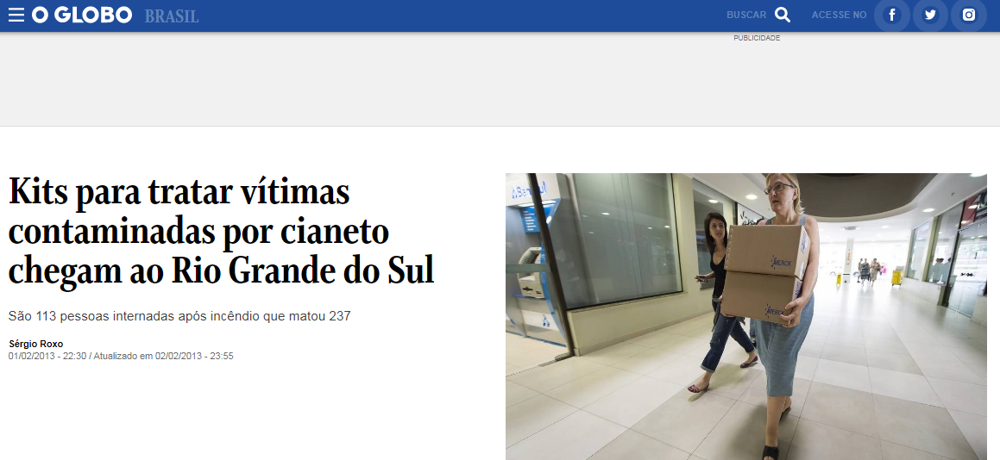 O GLOBO BRASIL BUSCAR ACESSE NO
PUBLICIDADE
Kits para tratar vítimas
contaminadas por cianeto
chegam ao Rio Grande do Sul
São 113 pessoas internadas após incêndio que matou 237
Sérgio Roxo
01/02/2013 - 22:30 / Atualizado em 02/02/2013 - 23:55
MERCK
MERCK